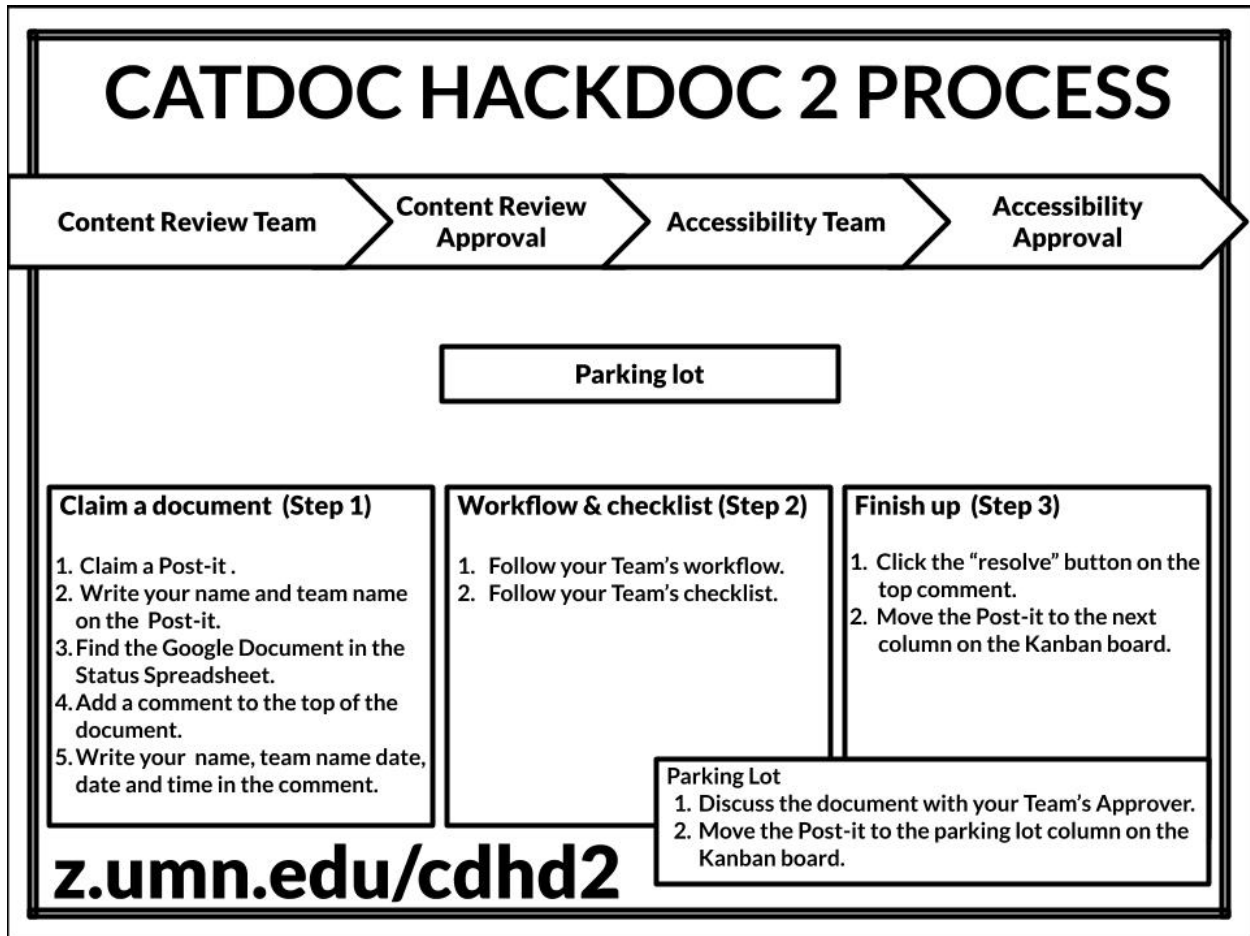 CATDOC HACKDOC 2 PROCESS
Content Review Team
Content Review
Approval
Accessibility Team
Accessibility
Approval
Parking lot
Claim a document (Step 1)
1. Claim a Post-it .
2. Write your name and team name
on the Post-it.
3. Find the Google Document in the
Status Spreadsheet.
4. Add a comment to the top of the
document.
5. Write your name, team name date,
date and time in the comment.
Workflow & checklist (Step 2)
1. Follow your Team’s workflow.
2. Follow your Team’s checklist.
Finish up (Step 3)
1. Click the “resolve” button on the
top comment.
2. Move the Post-it to the next
column on the Kanban board.
Parking Lot
1. Discuss the document with your Team’s Approver.
2. Move the Post-it to the parking lot column on the
Kanban board.
z.umn.edu/cdhd2